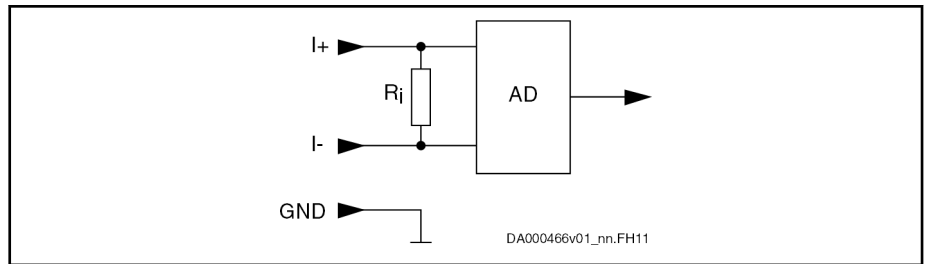 I+
Ri
AD
I-
GND
DA000466v01_nn.FH11